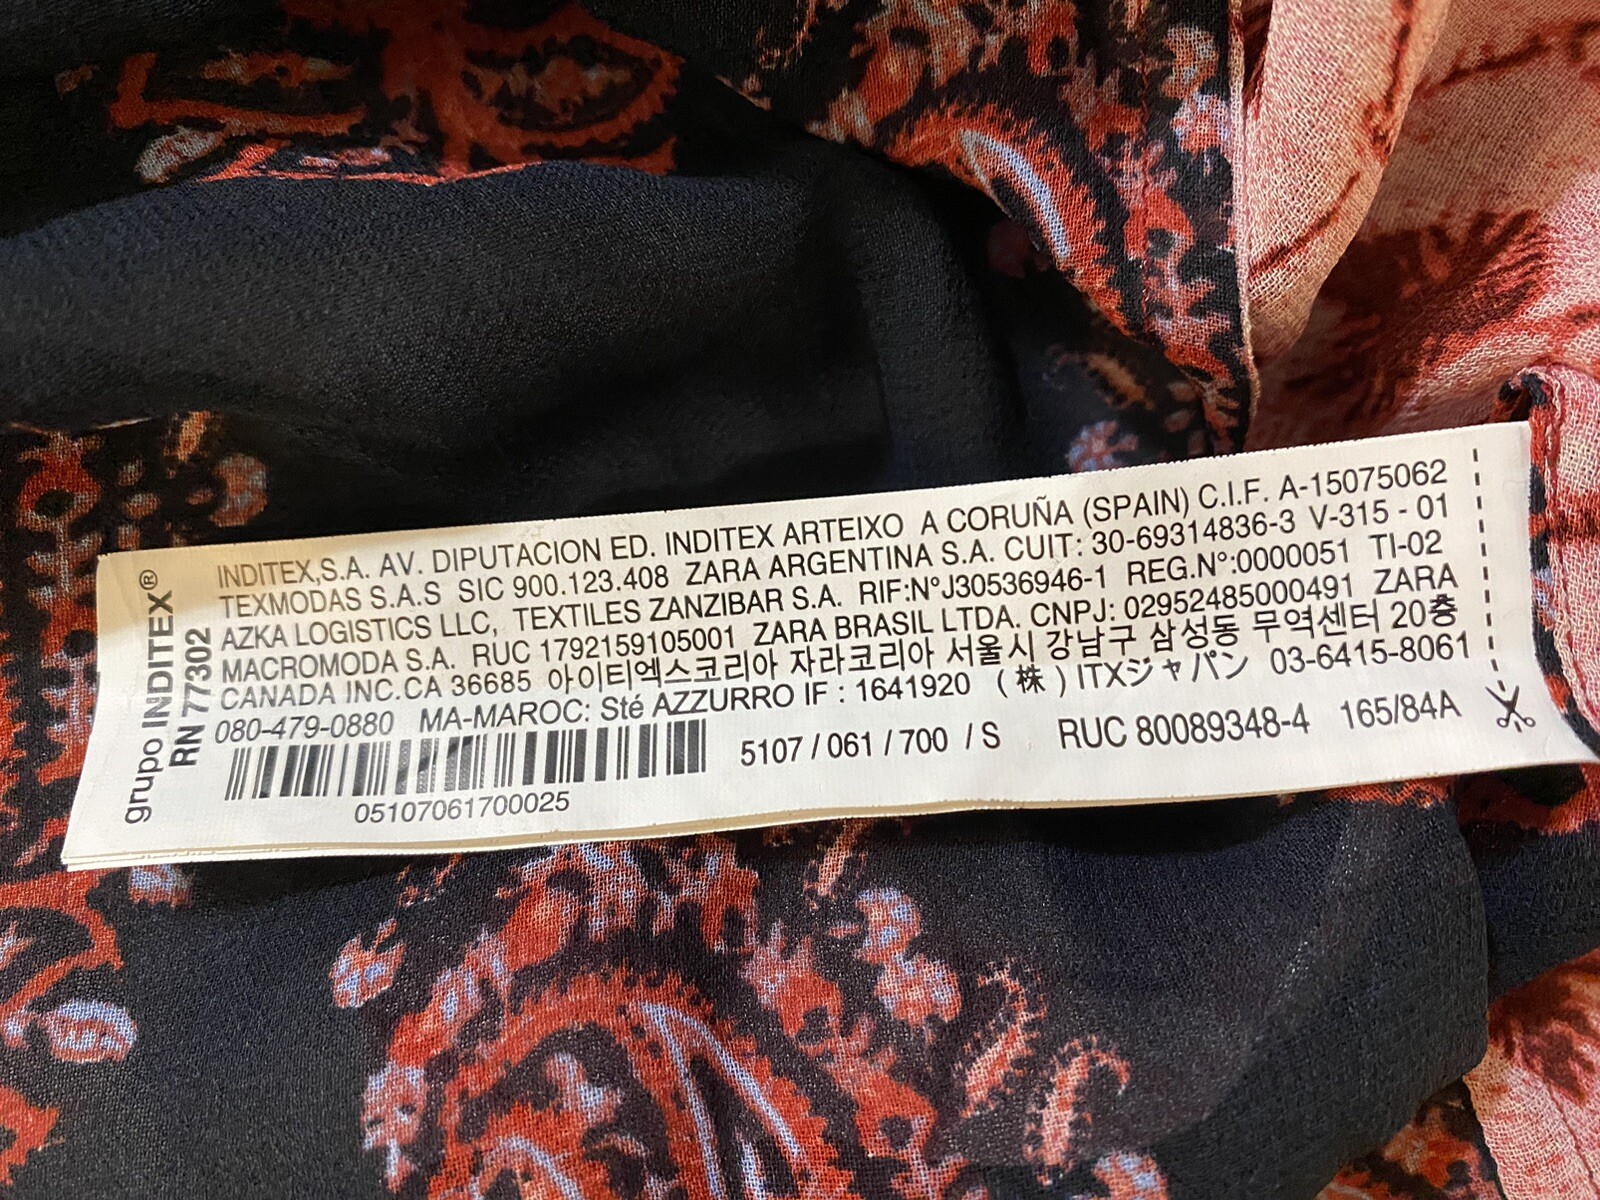 grupo INDITEX®
RN 77302
INDITEX,S.A. AV. DIPUTACION ED. INDITEX ARTEIXO A CORUÑA (SPAIN) C.I.F. A-15075062
TEXMODAS S.A.S SIC 900.123.408 ZARA ARGENTINA S.A. CUIT: 30-69314836-3 V-315 - 01
AZKA LOGISTICS LLC, TEXTILES ZANZIBAR S.A. RIF:N°J30536946-1 REG.N°:0000051 TI-02
MACROMODA S.A. RUC 1792159105001 ZARA BRASIL LTDA. CNPJ: 02952485000491 ZARA
CANADA INC.CA 36685 아이티엑스코리아 자라코리아 서울시 강남구 삼성동 무역센터 20층
080-479-0880 MA-MAROC: Sté AZZURRO IF : 1641920 (株) ITXジャパン 03-6415-8061
5107 / 061 / 700 / S RUC 80089348-4 165/84A
05107061700025